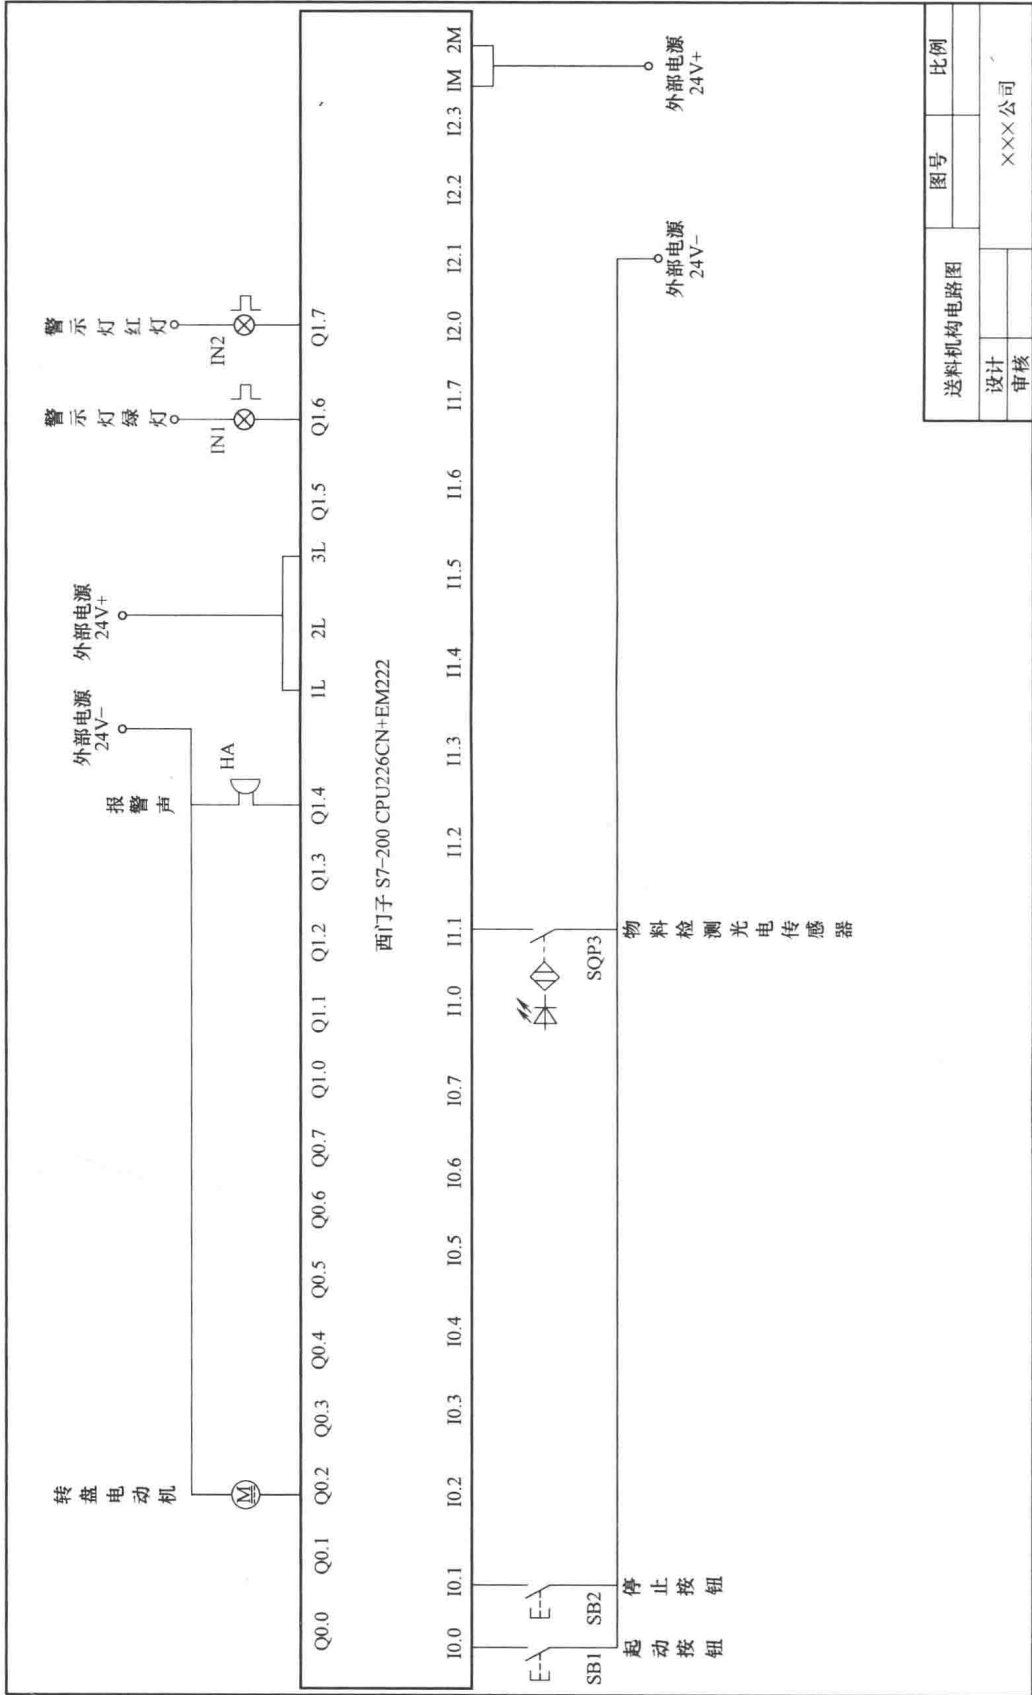 转盘电动机
报警声
外部电源
24V−
外部电源
24V+
警示灯绿灯
警示灯红灯
M
HA
IN1
IN2
Q0.0 Q0.1 Q0.2 Q0.3 Q0.4 Q0.5 Q0.6 Q0.7 Q1.0 Q1.1 Q1.2 Q1.3 Q1.4 1L 2L 3L Q1.5 Q1.6 Q1.7
西门子 S7-200 CPU226CN+EM222
I0.0 I0.1 I0.2 I0.3 I0.4 I0.5 I0.6 I0.7 I1.0 I1.1 I1.2 I1.3 I1.4 I1.5 I1.6 I1.7 I2.0 I2.1 I2.2 I2.3 1M 2M
SB1
SB2
SQP3
起动按钮
停止按钮
物料检测光电传感器
外部电源
24V−
外部电源
24V+
送料机构电路图
图号
比例
设计
审核
×××公司